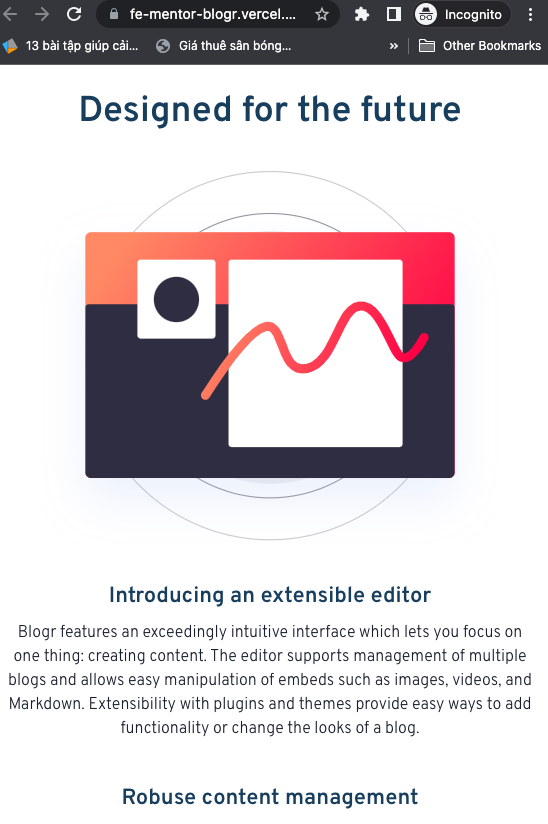 fe-mentor-blogr.vercel....
Incognito
13 bài tập giúp cải...
Giá thuê sân bóng...
»
Other Bookmarks
Designed for the future
Introducing an extensible editor
Blogr features an exceedingly intuitive interface which lets you focus on
one thing: creating content. The editor supports management of multiple
blogs and allows easy manipulation of embeds such as images, videos, and
Markdown. Extensibility with plugins and themes provide easy ways to add
functionality or change the looks of a blog.
Robuse content management